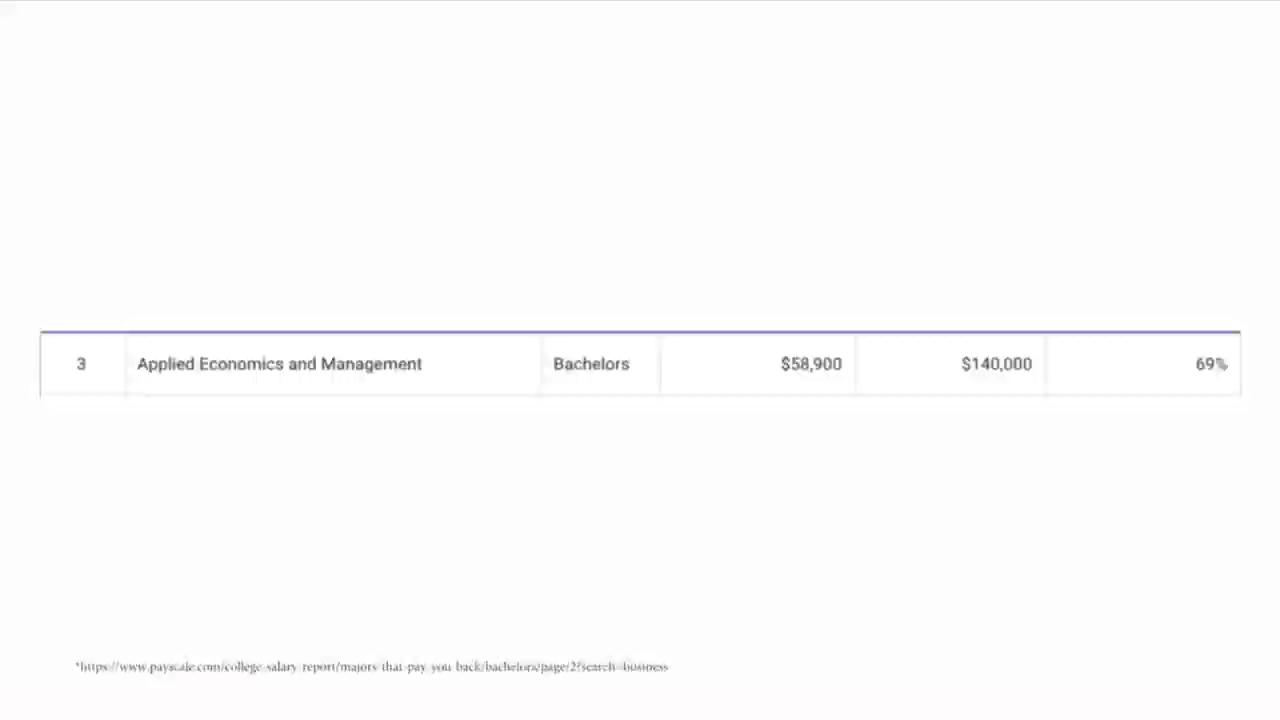 3 Applied Economics and Management Bachelors $58,900 $140,000 69%
*https://www.payscale.com/college-salary-report/majors-that-pay-you-back/bachelors/page/2?search=business